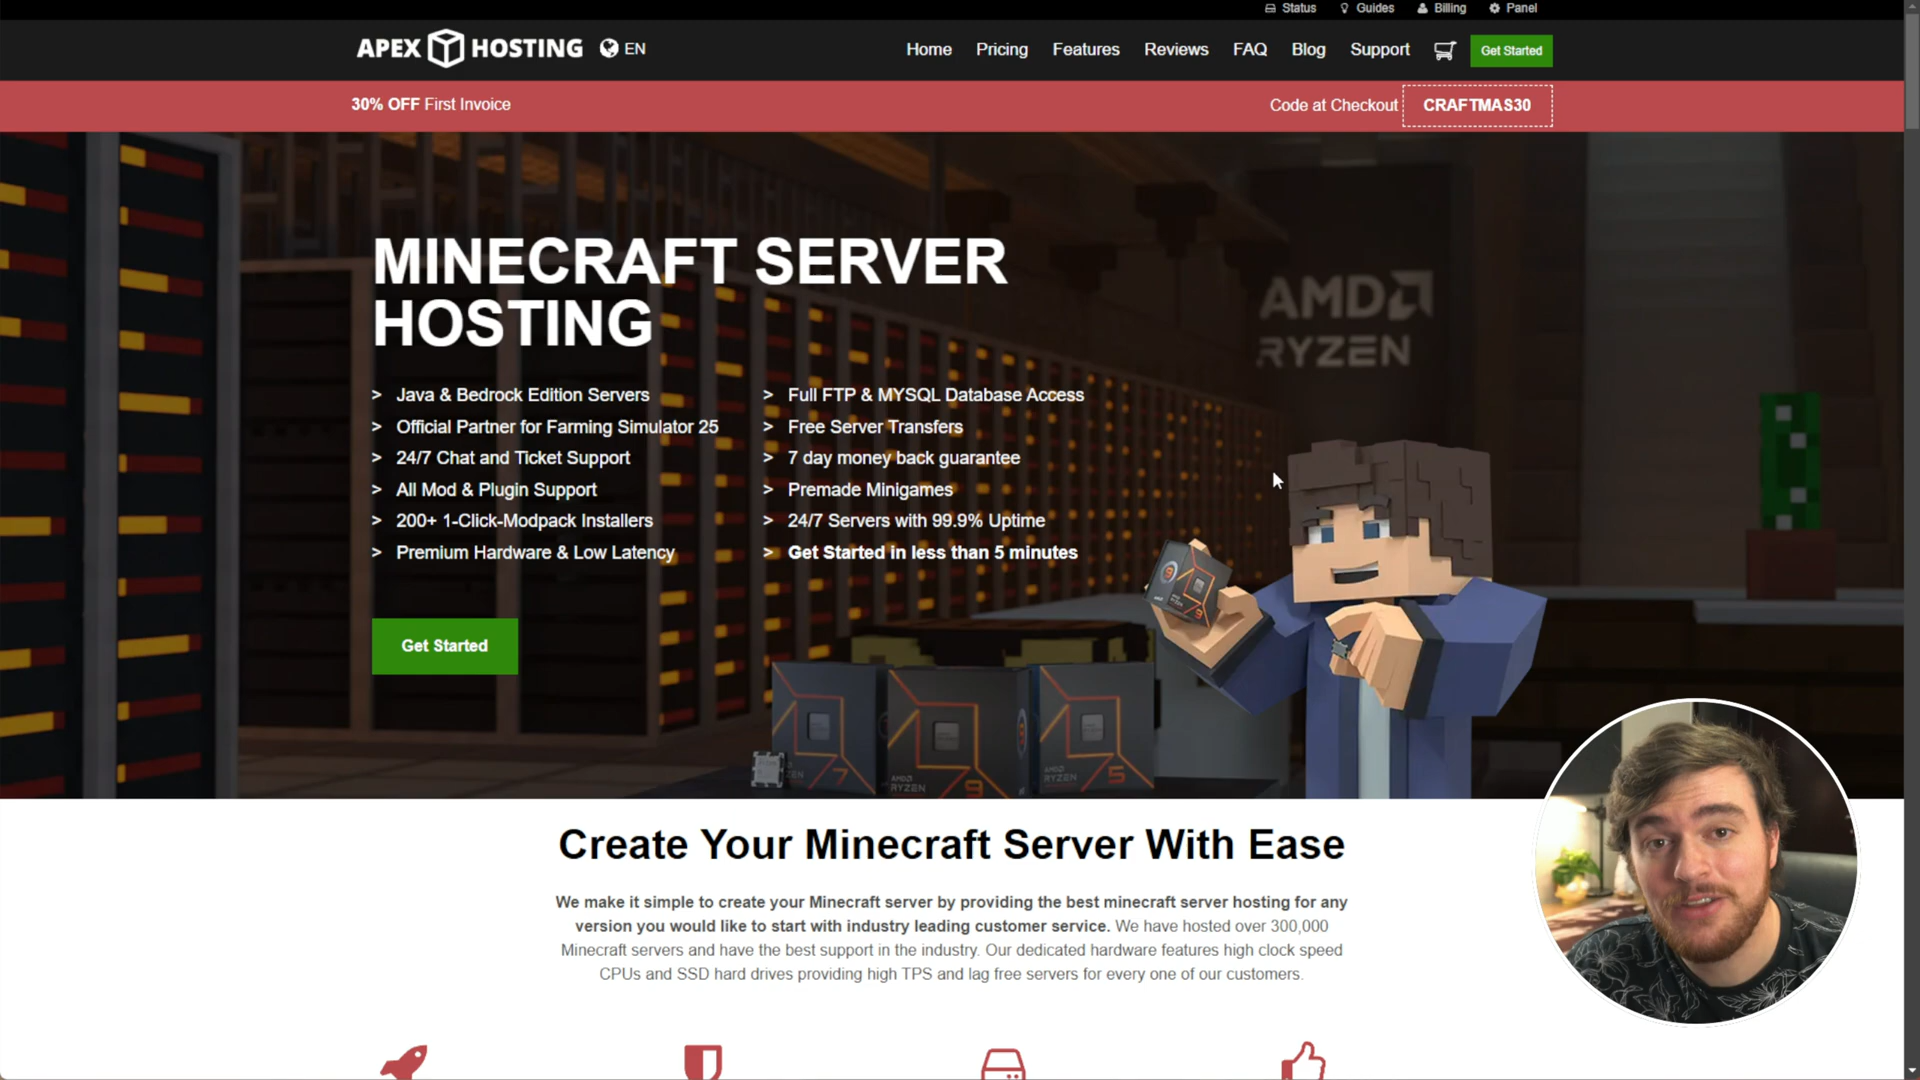 Status Guides Billing Panel
APEX HOSTING EN
Home Pricing Features Reviews FAQ Blog Support Get Started
30% OFF First Invoice
Code at Checkout CRAFTMAS30
MINECRAFT SERVER
HOSTING
> Java & Bedrock Edition Servers
> Official Partner for Farming Simulator 25
> 24/7 Chat and Ticket Support
> All Mod & Plugin Support
> 200+ 1-Click-Modpack Installers
> Premium Hardware & Low Latency
> Full FTP & MYSQL Database Access
> Free Server Transfers
> 7 day money back guarantee
> Premade Minigames
> 24/7 Servers with 99.9% Uptime
> Get Started in less than 5 minutes
AMD
RYZEN
Get Started
7
AMD
RYZEN 9
AMD
RYZEN 5
Create Your Minecraft Server With Ease
We make it simple to create your Minecraft server by providing the best minecraft server hosting for any
version you would like to start with industry leading customer service. We have hosted over 300,000
Minecraft servers and have the best support in the industry. Our dedicated hardware features high clock speed
CPUs and SSD hard drives providing high TPS and lag free servers for every one of our customers.